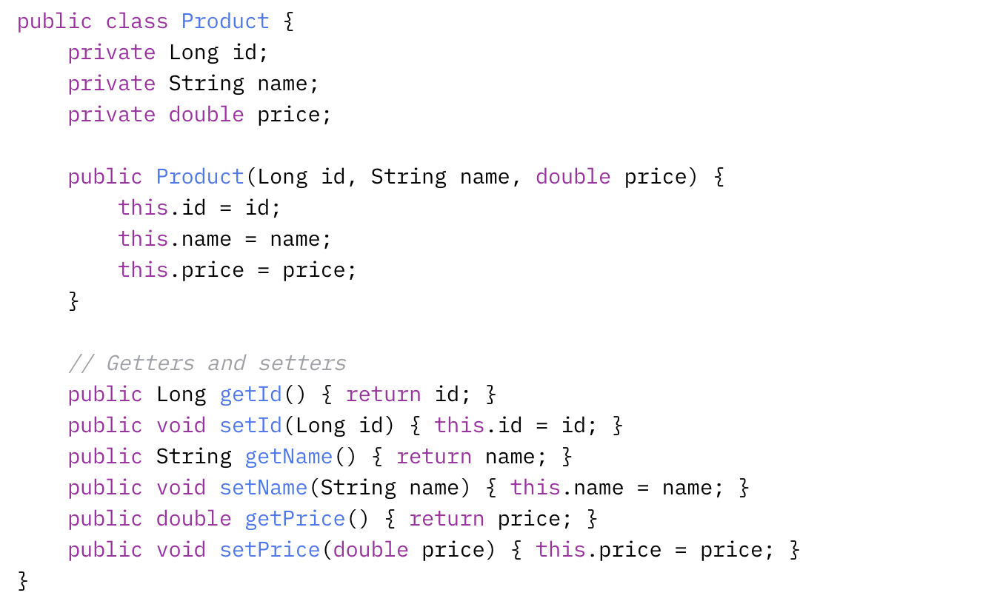 public class Product {
    private Long id;
    private String name;
    private double price;

    public Product(Long id, String name, double price) {
        this.id = id;
        this.name = name;
        this.price = price;
    }

    // Getters and setters
    public Long getId() { return id; }
    public void setId(Long id) { this.id = id; }
    public String getName() { return name; }
    public void setName(String name) { this.name = name; }
    public double getPrice() { return price; }
    public void setPrice(double price) { this.price = price; }
}